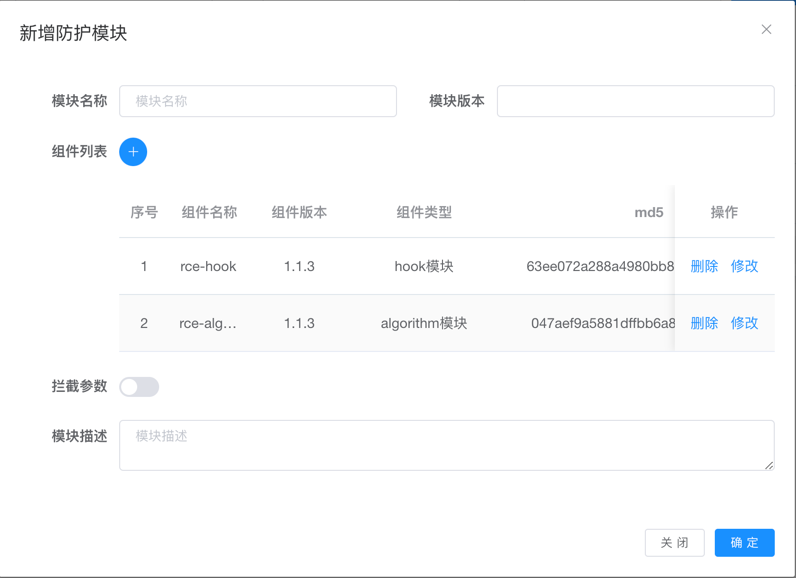 新增防护模块
模块名称 模块名称 模块版本
组件列表
序号 组件名称 组件版本 组件类型 md5 操作
1 rce-hook 1.1.3 hook模块 63ee072a288a4980bb8 删除 修改
2 rce-alg... 1.1.3 algorithm模块 047aef9a5881dffbb6a8 删除 修改
拦截参数
模块描述 模块描述
关 闭 确 定